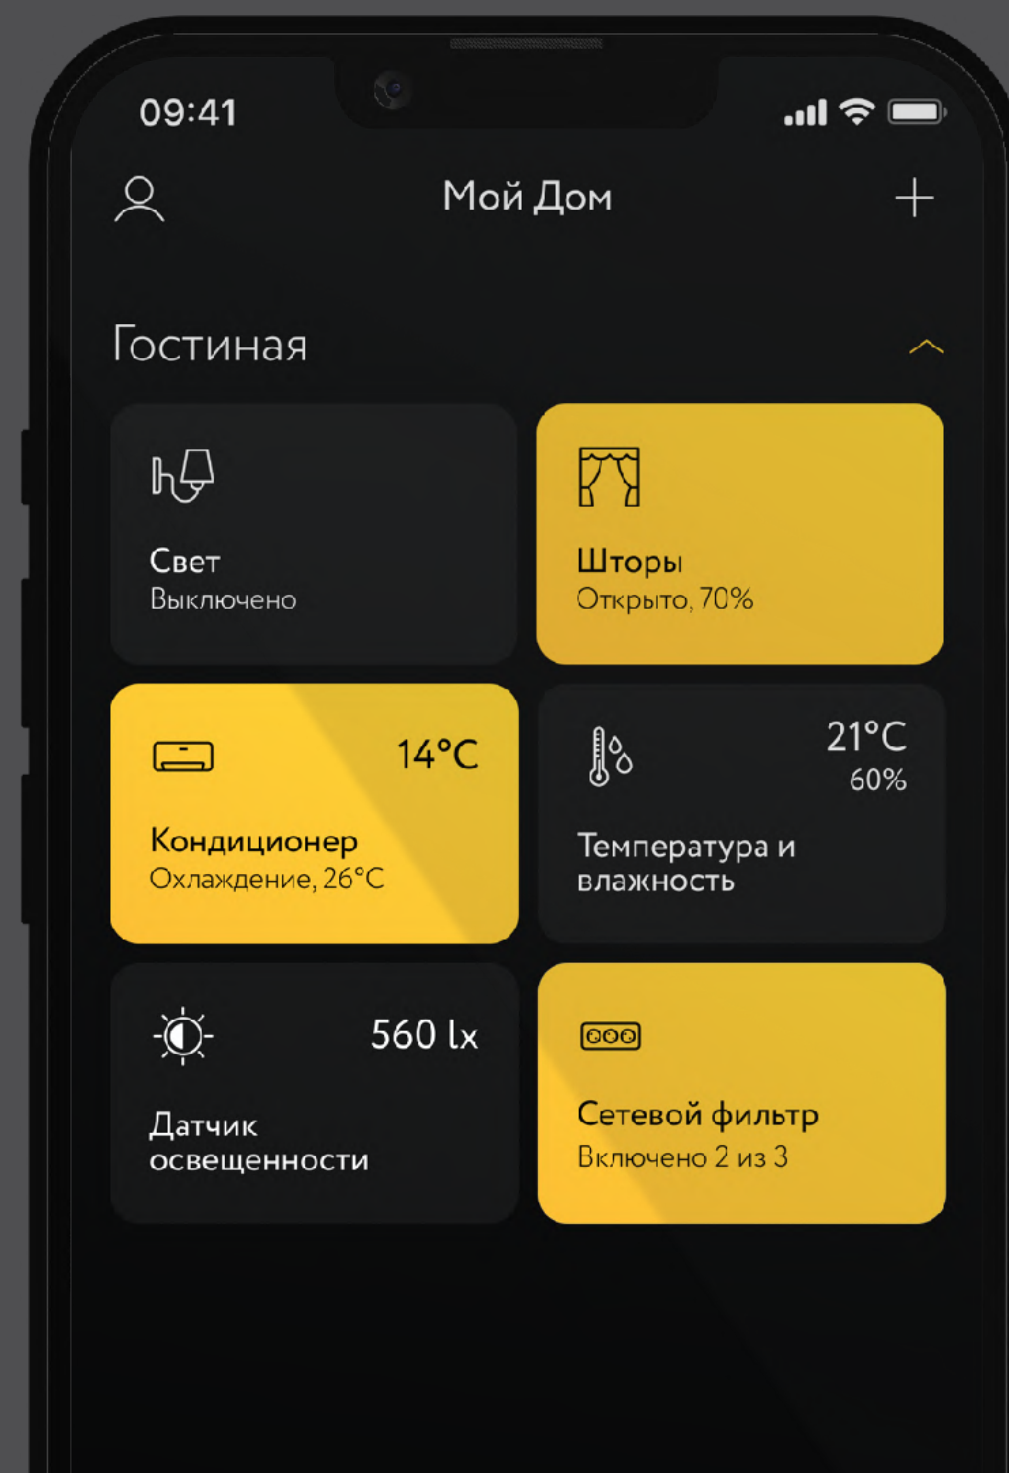 09:41
Мой Дом
Гостиная
Свет
Выключено
Шторы
Открыто, 70%
14°C
Кондиционер
Охлаждение, 26°C
21°C
60%
Температура и
влажность
560 lx
Датчик
освещенности
Сетевой фильтр
Включено 2 из 3